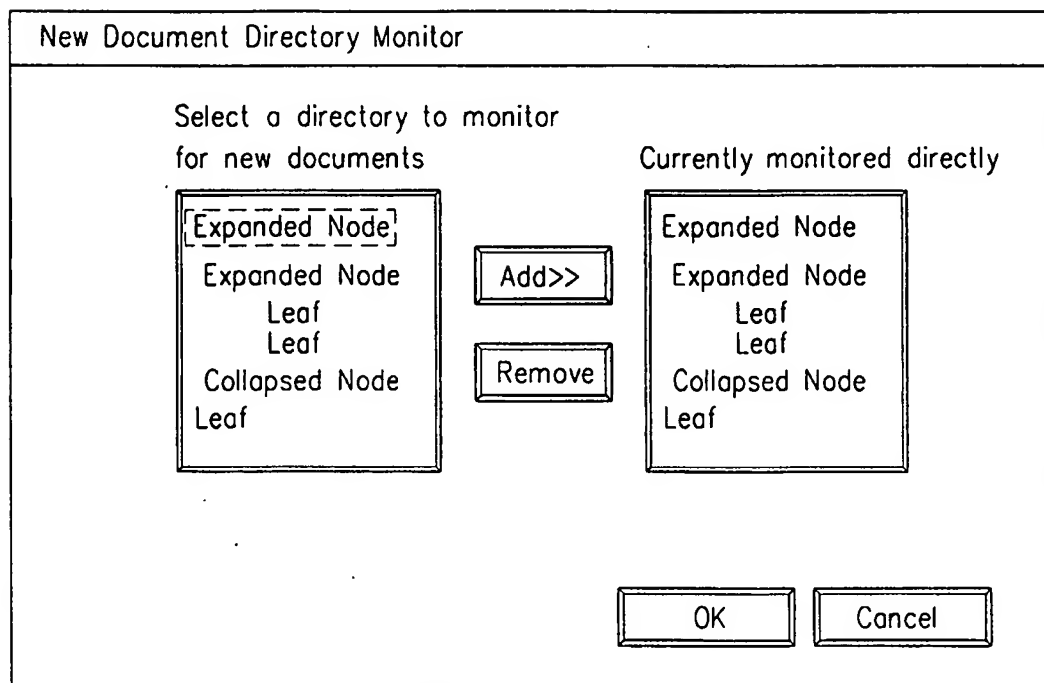 New Document Directory Monitor
Select a directory to monitor
for new documents
Currently monitored directly
Expanded Node
Expanded Node
Leaf
Leaf
Collapsed Node
Leaf
Add>>
Remove
Expanded Node
Expanded Node
Leaf
Leaf
Collapsed Node
Leaf
OK
Cancel